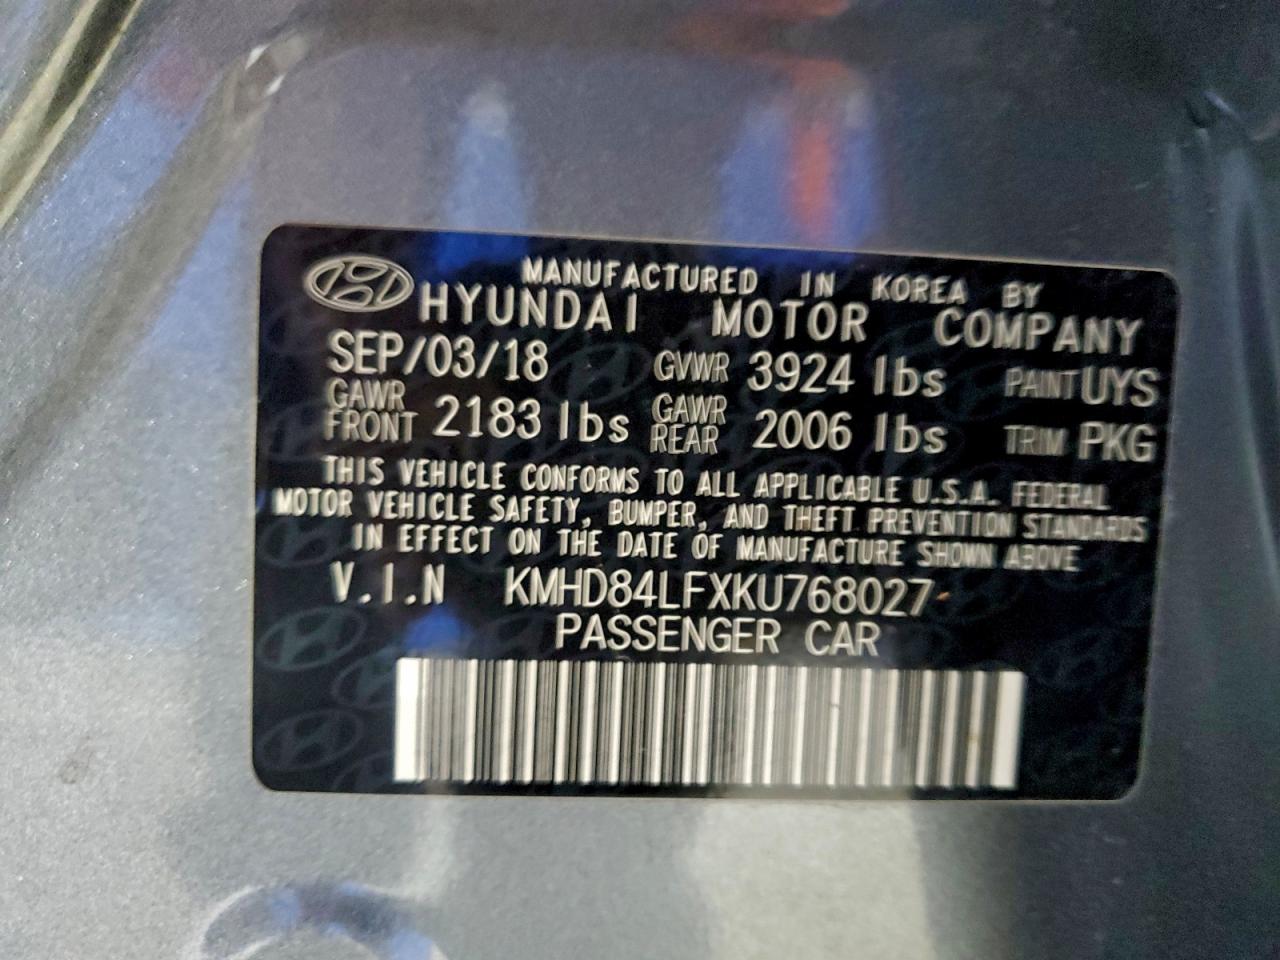 MANUFACTURED IN KOREA BY
HYUNDAI MOTOR COMPANY
SEP/03/18 GVWR 3924 lbs PAINT UYS
GAWR FRONT 2183 lbs GAWR REAR 2006 lbs TRIM PKG
THIS VEHICLE CONFORMS TO ALL APPLICABLE U.S.A. FEDERAL
MOTOR VEHICLE SAFETY, BUMPER, AND THEFT PREVENTION STANDARDS
IN EFFECT ON THE DATE OF MANUFACTURE SHOWN ABOVE
V.I.N KMHD84LFXKU768027
PASSENGER CAR